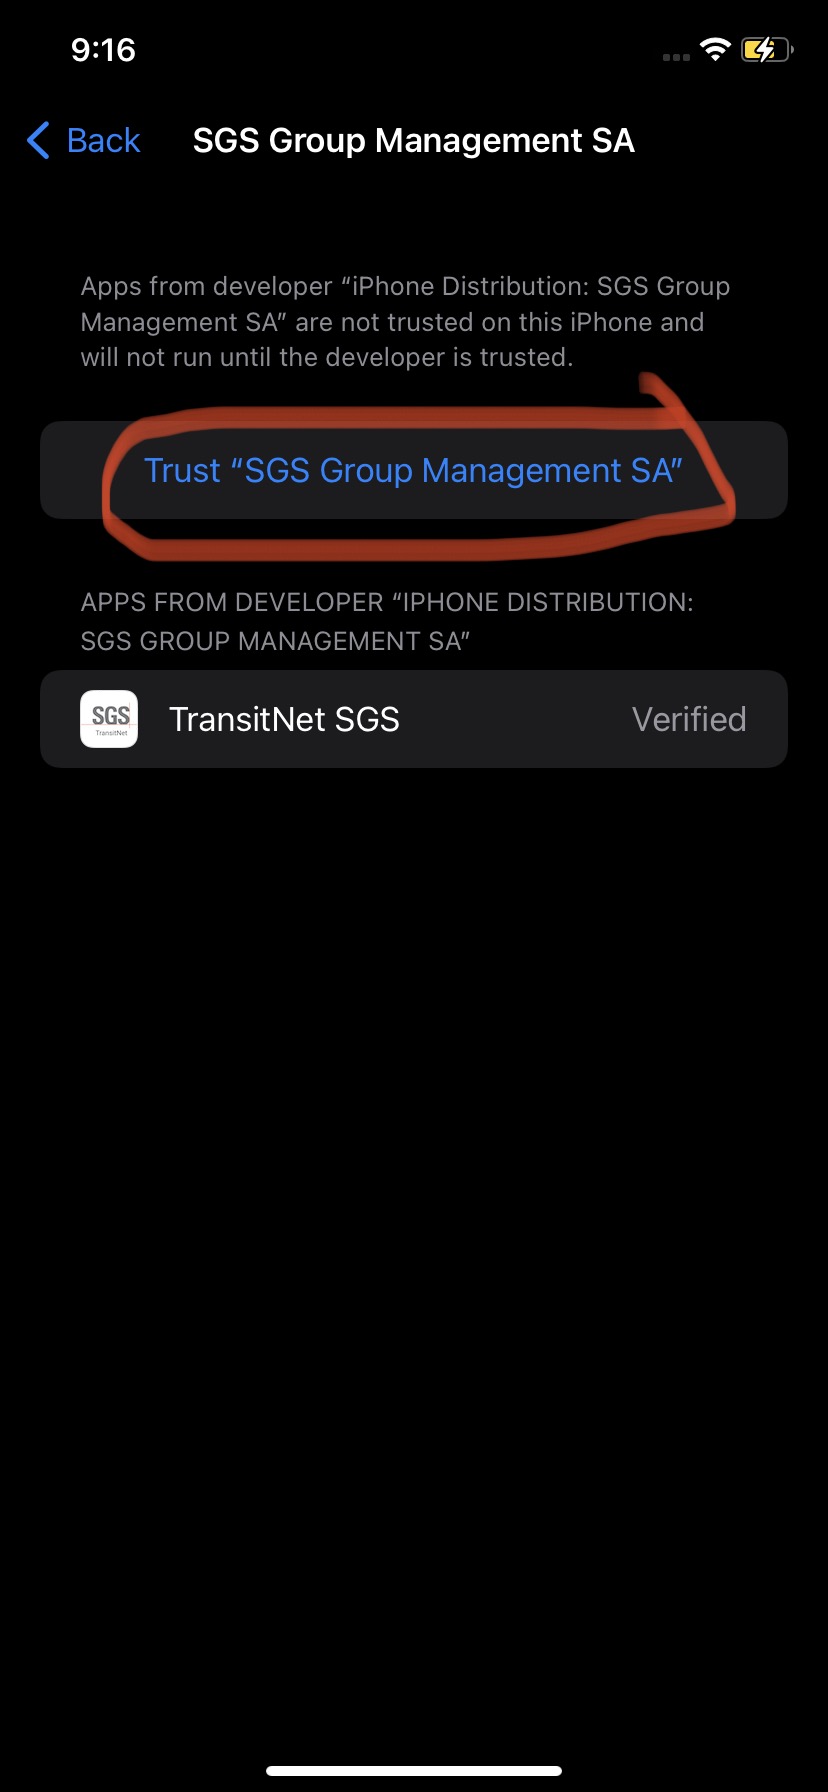 9:16
Back
SGS Group Management SA
Apps from developer “iPhone Distribution: SGS Group
Management SA” are not trusted on this iPhone and
will not run until the developer is trusted.
Trust “SGS Group Management SA”
APPS FROM DEVELOPER “IPHONE DISTRIBUTION:
SGS GROUP MANAGEMENT SA”
SGS
TransitNet
TransitNet SGS
Verified